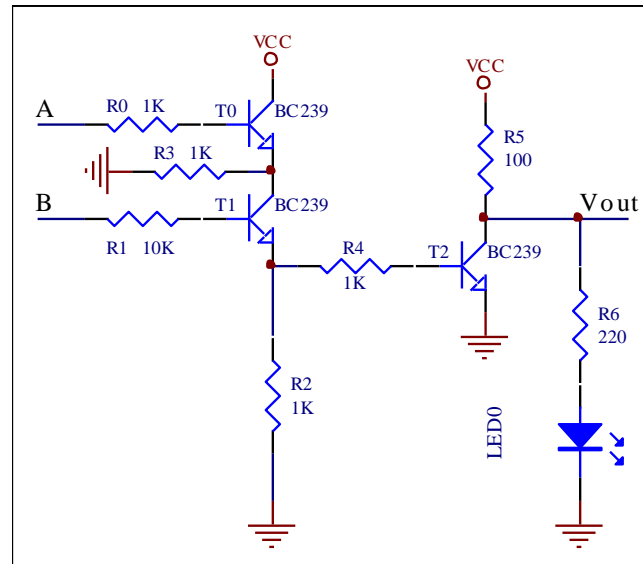 VCC
VCC
A
R0 1K
T0
BC239
R3 1K
R5
100
B
R1 10K
T1
BC239
Vout
R4
1K
T2
BC239
R6
220
R2
1K
LED0